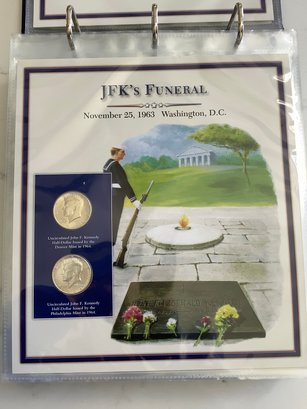 JFK's Funeral
November 25, 1963 Washington, D.C.
Uncirculated John F. Kennedy
Half-Dollar Issued by the
Denver Mint in 1964.
Uncirculated John F. Kennedy
Half-Dollar Issued by the
Philadelphia Mint in 1964.